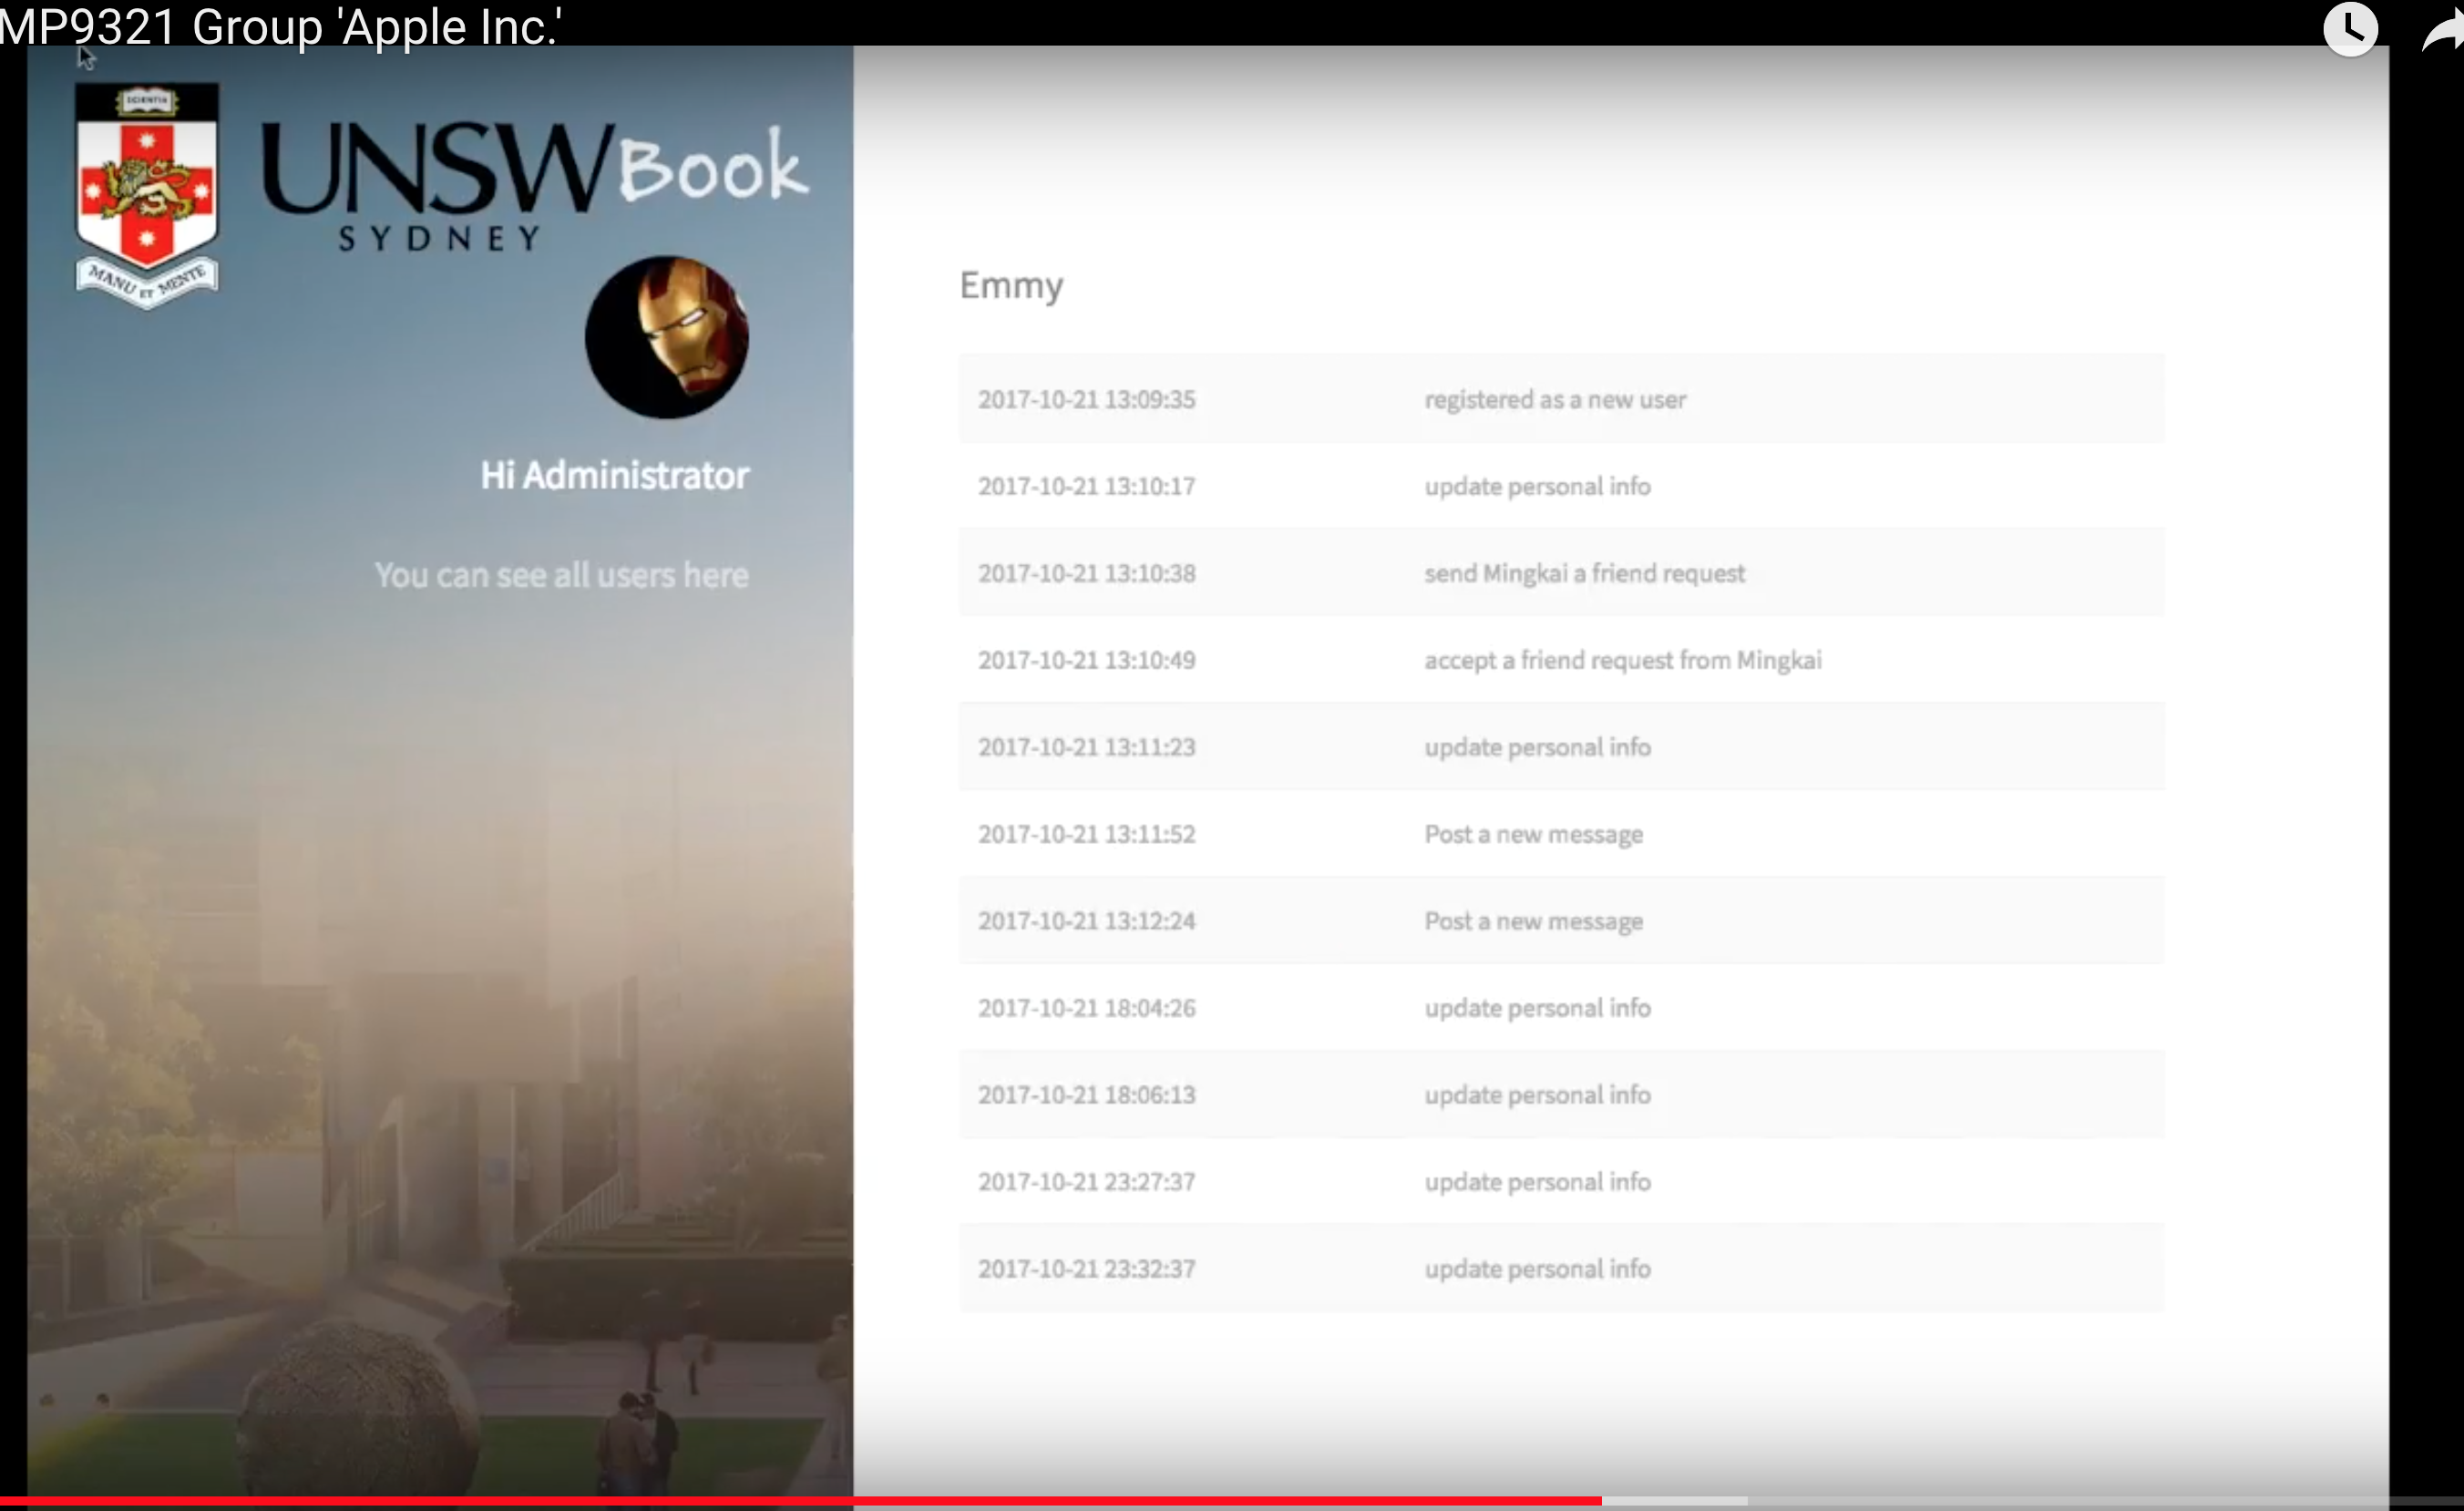 MP9321 Group 'Apple Inc.'
SCIENTIA
UNSW Book
SYDNEY
MANU ET MENTE
Hi Administrator
You can see all users here
Emmy
2017-10-21 13:09:35 registered as a new user
2017-10-21 13:10:17 update personal info
2017-10-21 13:10:38 send Mingkai a friend request
2017-10-21 13:10:49 accept a friend request from Mingkai
2017-10-21 13:11:23 update personal info
2017-10-21 13:11:52 Post a new message
2017-10-21 13:12:24 Post a new message
2017-10-21 18:04:26 update personal info
2017-10-21 18:06:13 update personal info
2017-10-21 23:27:37 update personal info
2017-10-21 23:32:37 update personal info